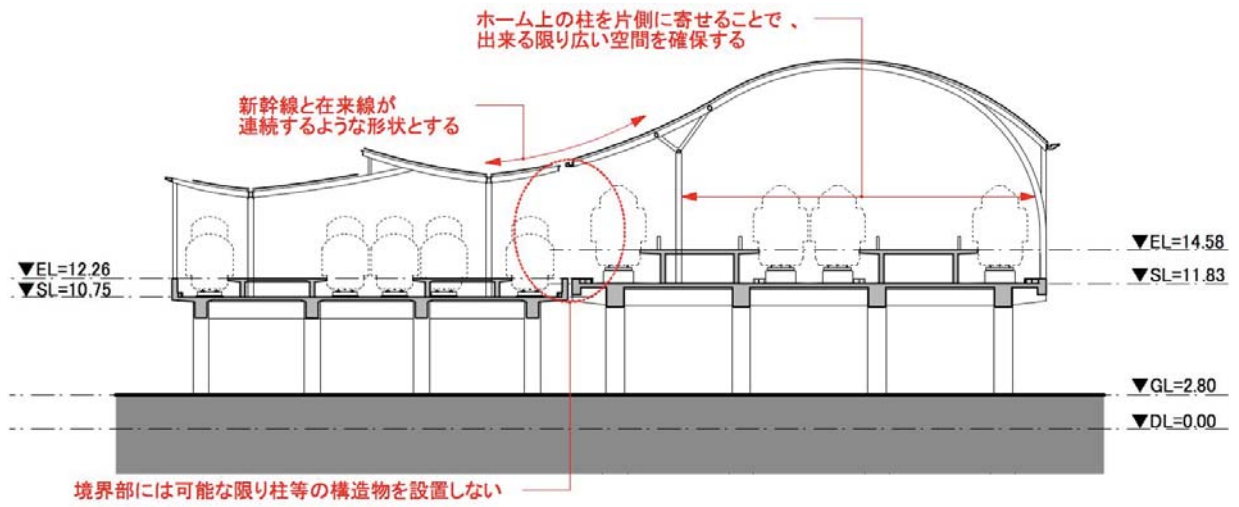 ホーム上の柱を片側に寄せることで、
出来る限り広い空間を確保する
新幹線と在来線が
連続するような形状とする
▼EL=14.58
▼EL=12.26
▼SL=11.83
▼SL=10.75
▼GL=2.80
▼DL=0.00
境界部には可能な限り柱等の構造物を設置しない